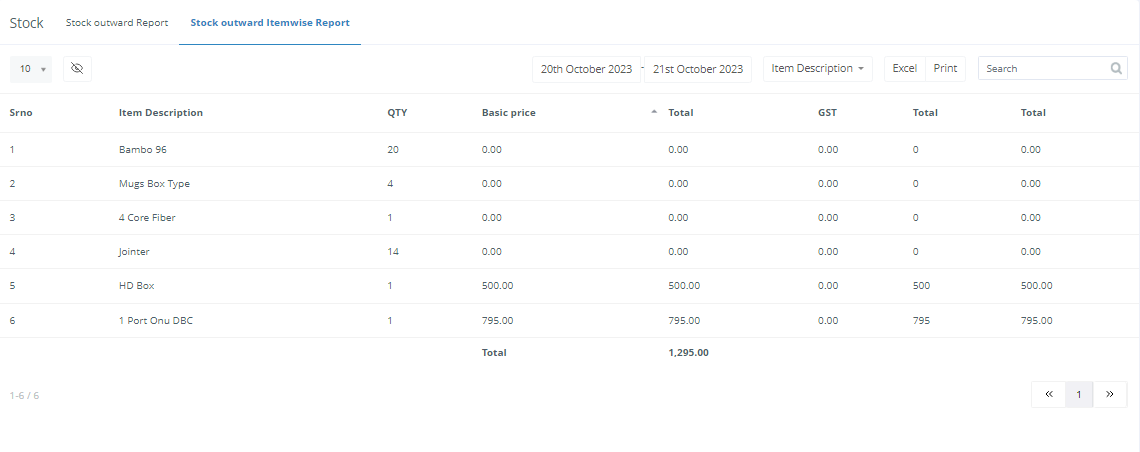 Stock Stock outward Report Stock outward Itemwise Report
10 20th October 2023 - 21st October 2023 Item Description Excel Print Search
Srno Item Description QTY Basic price Total GST Total Total
1 Bambo 96 20 0.00 0.00 0.00 0 0.00
2 Mugs Box Type 4 0.00 0.00 0.00 0 0.00
3 4 Core Fiber 1 0.00 0.00 0.00 0 0.00
4 Jointer 14 0.00 0.00 0.00 0 0.00
5 HD Box 1 500.00 500.00 0.00 500 500.00
6 1 Port Onu DBC 1 795.00 795.00 0.00 795 795.00
Total 1,295.00
1-6 / 6 « 1 »